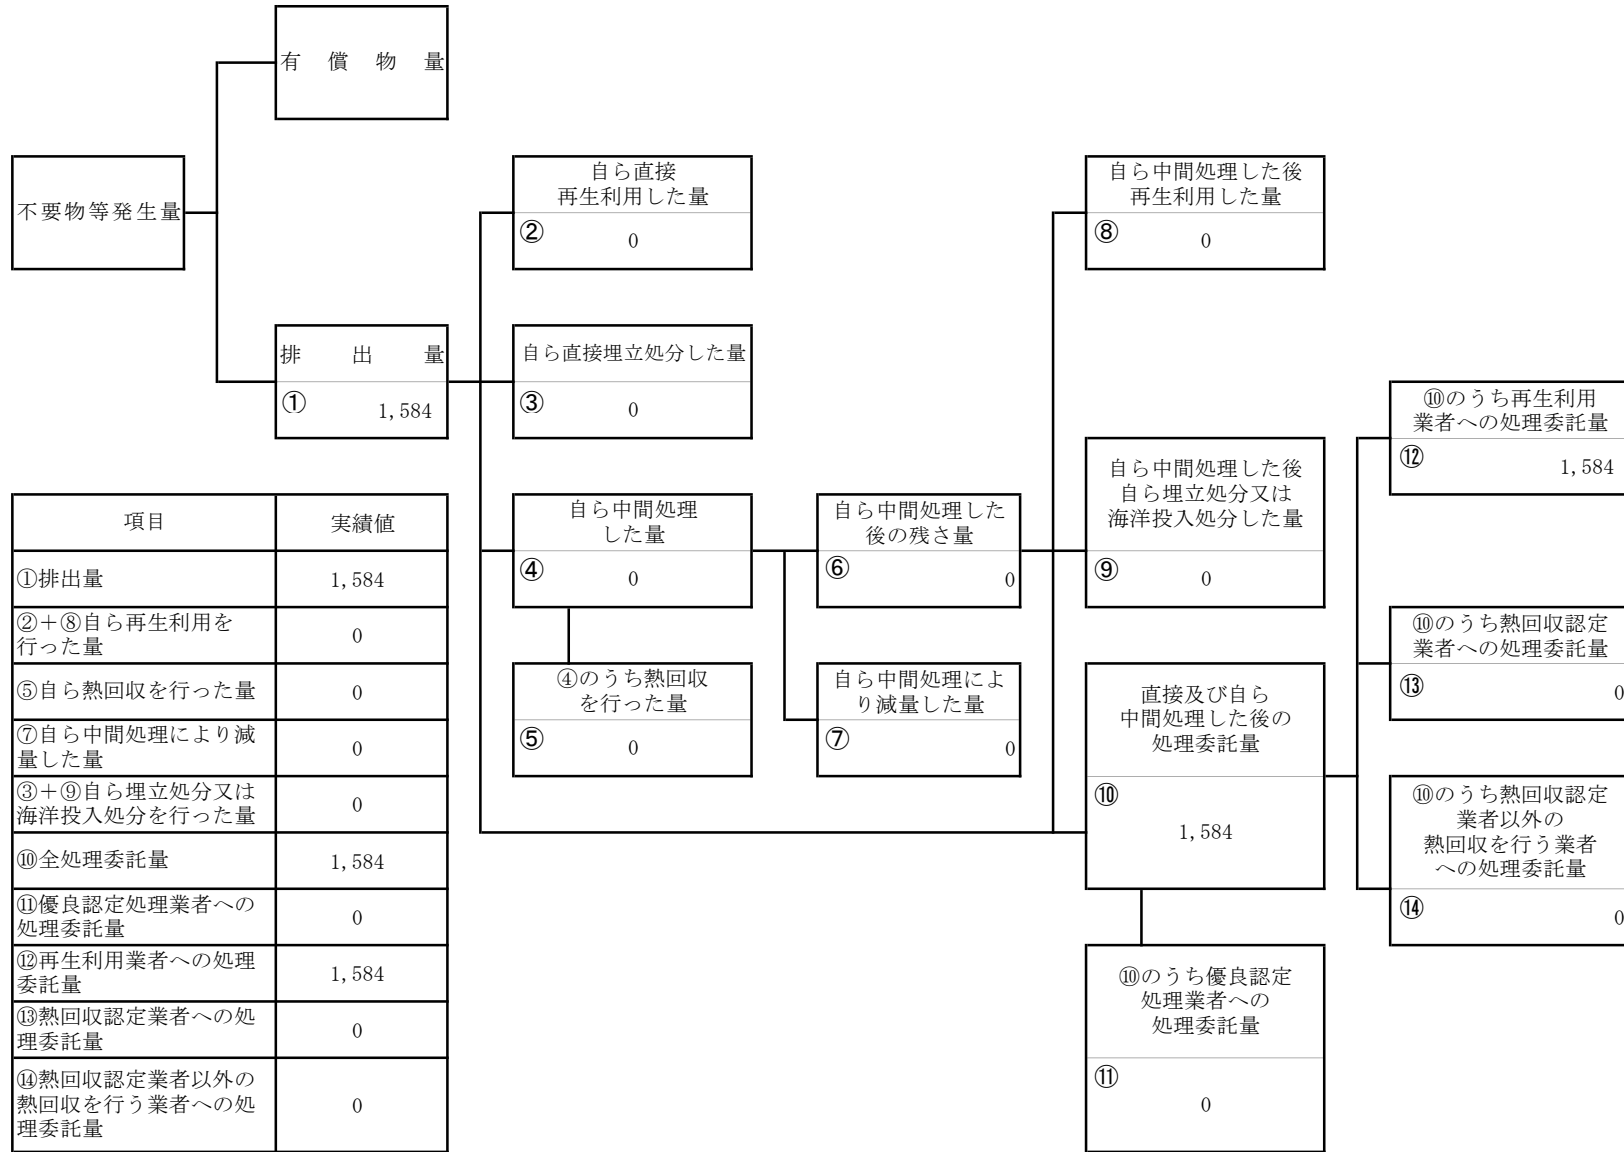 有償物量
不要物等発生量
排出量
① 1,584
自ら直接
再生利用した量
② 0
自ら直接埋立処分した量
③ 0
自ら中間処理
した量
④ 0
④のうち熱回収
を行った量
⑤ 0
自ら中間処理した
後の残さ量
⑥ 0
自ら中間処理によ
り減量した量
⑦ 0
自ら中間処理した後
再生利用した量
⑧ 0
自ら中間処理した後
自ら埋立処分又は
海洋投入処分した量
⑨ 0
直接及び自ら
中間処理した後の
処理委託量
⑩
1,584
⑩のうち優良認定
処理業者への
処理委託量
⑪
0
⑩のうち再生利用
業者への処理委託量
⑫ 1,584
⑩のうち熱回収認定
業者への処理委託量
⑬ 0
⑩のうち熱回収認定
業者以外の
熱回収を行う業者
への処理委託量
⑭ 0
項目 実績値
①排出量 1,584
②＋⑧自ら再生利用を
行った量 0
⑤自ら熱回収を行った量 0
⑦自ら中間処理により減
量した量 0
③＋⑨自ら埋立処分又は
海洋投入処分を行った量 0
⑩全処理委託量 1,584
⑪優良認定処理業者への
処理委託量 0
⑫再生利用業者への処理
委託量 1,584
⑬熱回収認定業者への処
理委託量 0
⑭熱回収認定業者以外の
熱回収を行う業者への処
理委託量 0